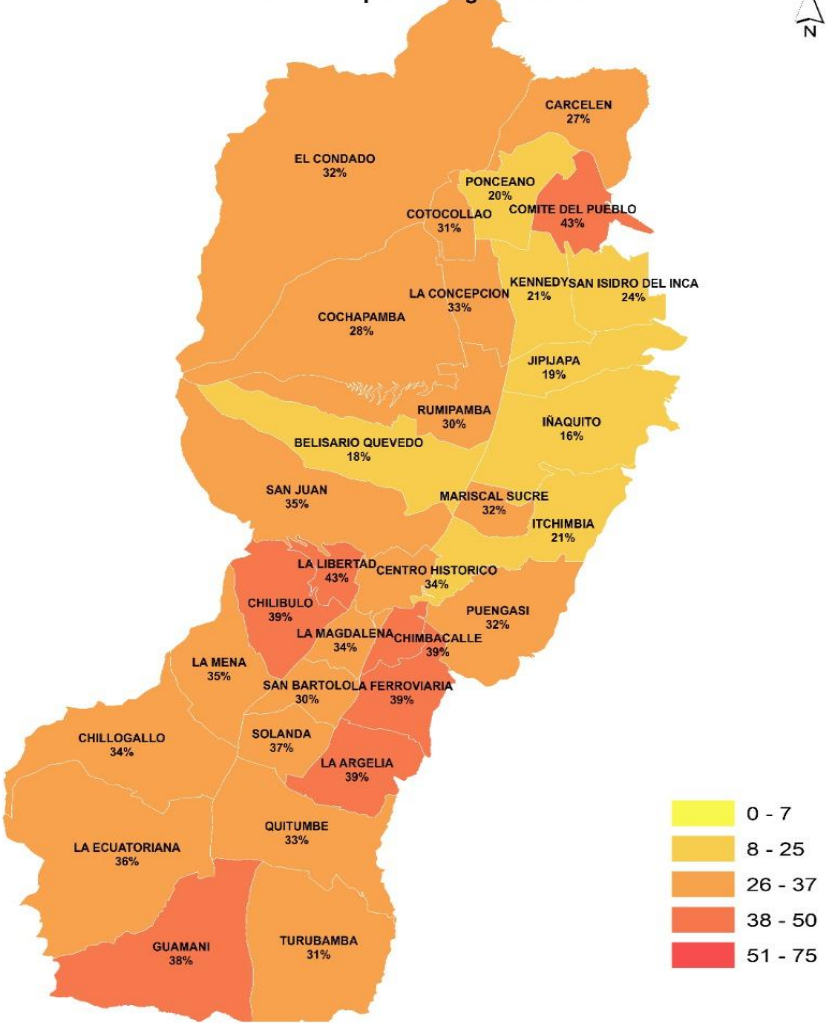 N
CARCELEN
27%
EL CONDADO
32%
PONCEANO
20%
COTOCOLLAO
31%
COMITE DEL PUEBLO
43%
KENNEDY
21%
SAN ISIDRO DEL INCA
24%
LA CONCEPCION
33%
COCHAPAMBA
28%
JIPIJAPA
19%
RUMIPAMBA
30%
IÑAQUITO
16%
BELISARIO QUEVEDO
18%
SAN JUAN
35%
MARISCAL SUCRE
32%
ITCHIMBIA
21%
LA LIBERTAD
43%
CENTRO HISTORICO
34%
CHILIBULO
39%
PUENGASI
32%
LA MAGDALENA
34%
CHIMBACALLE
39%
LA MENA
35%
SAN BARTOLO
30%
LA FERROVIARIA
39%
SOLANDA
37%
CHILLOGALLO
34%
LA ARGELIA
39%
QUITUMBE
33%
LA ECUATORIANA
36%
GUAMANI
38%
TURUBAMBA
31%
0 - 7
8 - 25
26 - 37
38 - 50
51 - 75